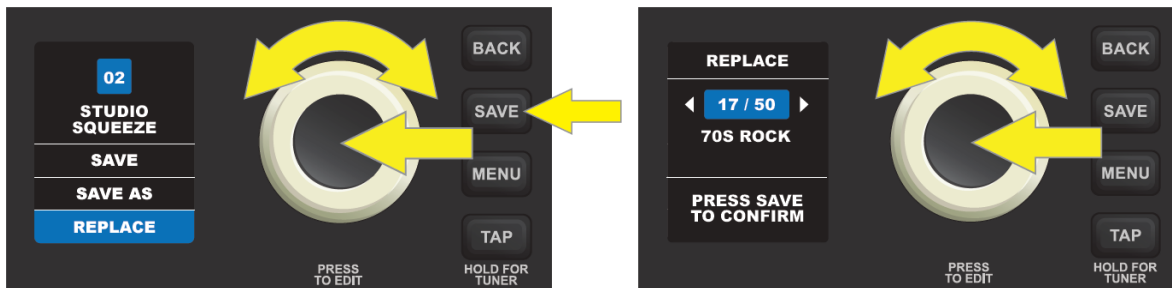 02
STUDIO
SQUEEZE
SAVE
SAVE AS
REPLACE
BACK
SAVE
MENU
TAP
PRESS
TO EDIT
HOLD FOR
TUNER
REPLACE
17 / 50
70S ROCK
PRESS SAVE
TO CONFIRM
BACK
SAVE
MENU
TAP
PRESS
TO EDIT
HOLD FOR
TUNER